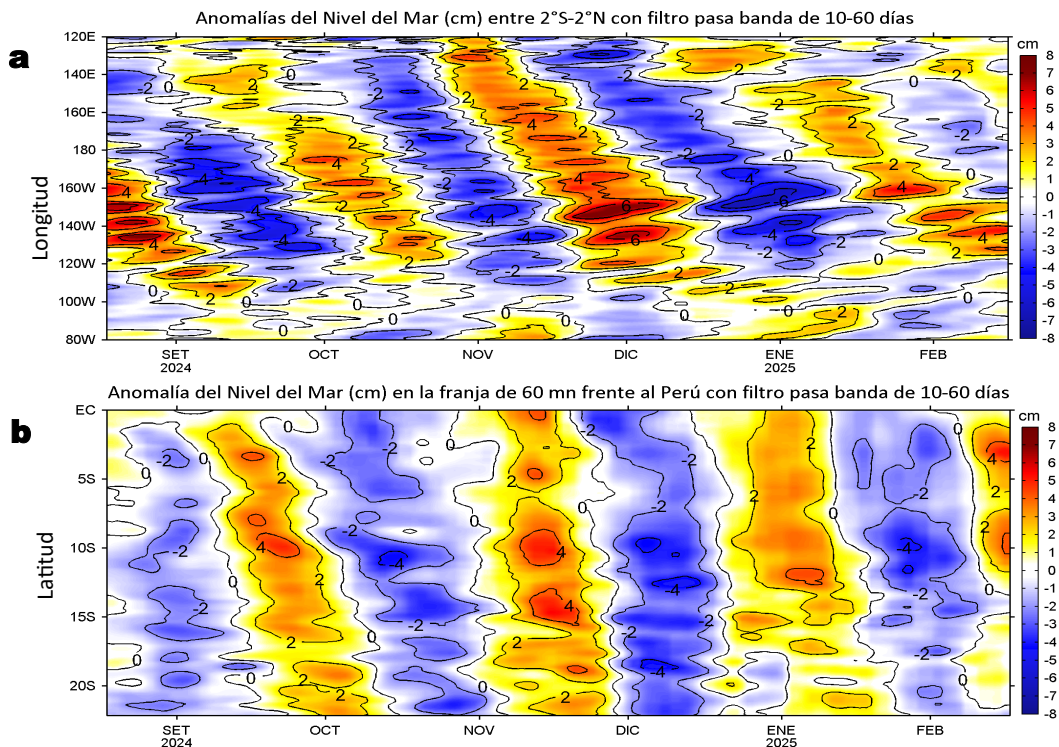 Anomalías del Nivel del Mar (cm) entre 2°S-2°N con filtro pasa banda de 10-60 días
a
cm
120E
140E
160E
180
160W
140W
120W
100W
80W
Longitud
8
7
6
5
4
3
2
1
0
-1
-2
-3
-4
-5
-6
-7
-8
SET
2024
OCT
NOV
DIC
ENE
2025
FEB
Anomalía del Nivel del Mar (cm) en la franja de 60 mn frente al Perú con filtro pasa banda de 10-60 días
b
cm
EC
5S
10S
15S
20S
Latitud
8
7
6
5
4
3
2
1
0
-1
-2
-3
-4
-5
-6
-7
-8
SET
2024
OCT
NOV
DIC
ENE
2025
FEB